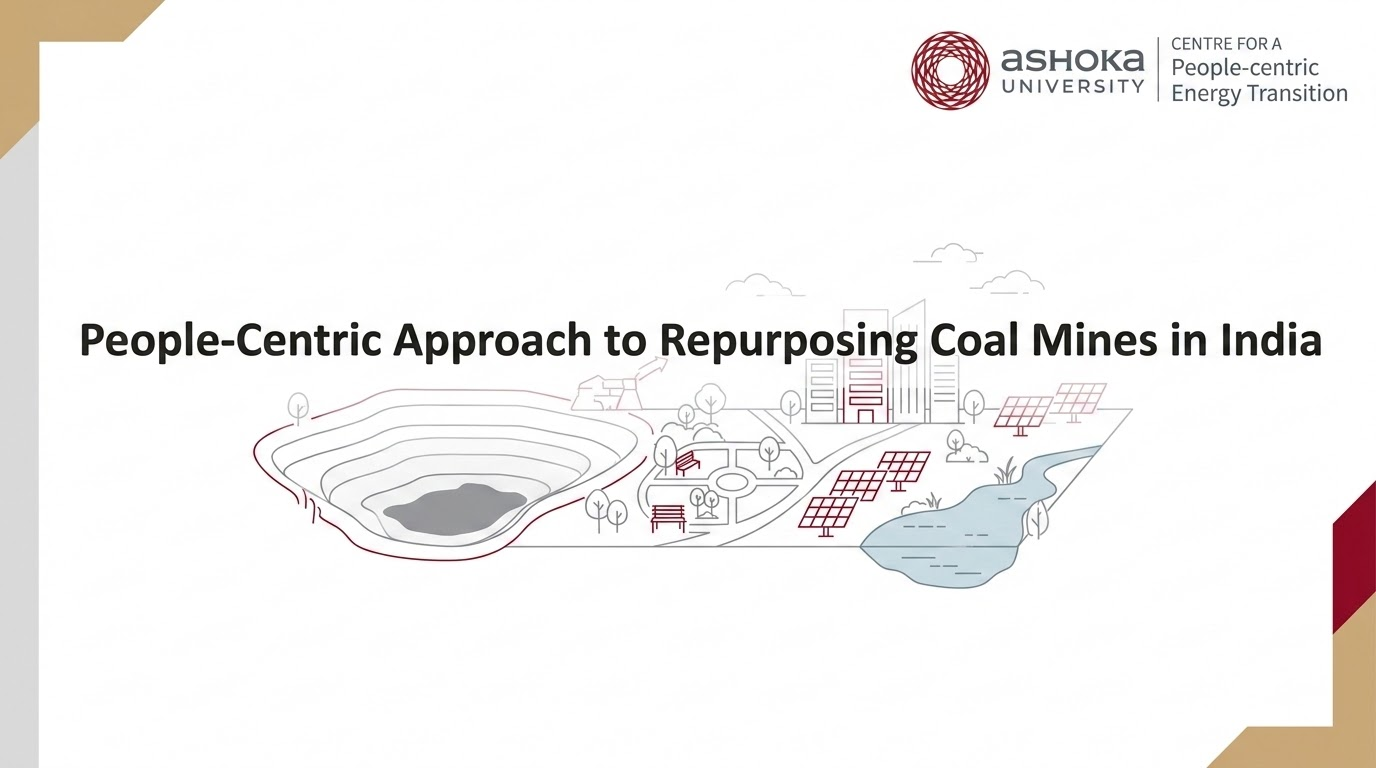 ASHOKA
UNIVERSITY
CENTRE FOR A
People-centric
Energy Transition
People-Centric Approach to Repurposing Coal Mines in India